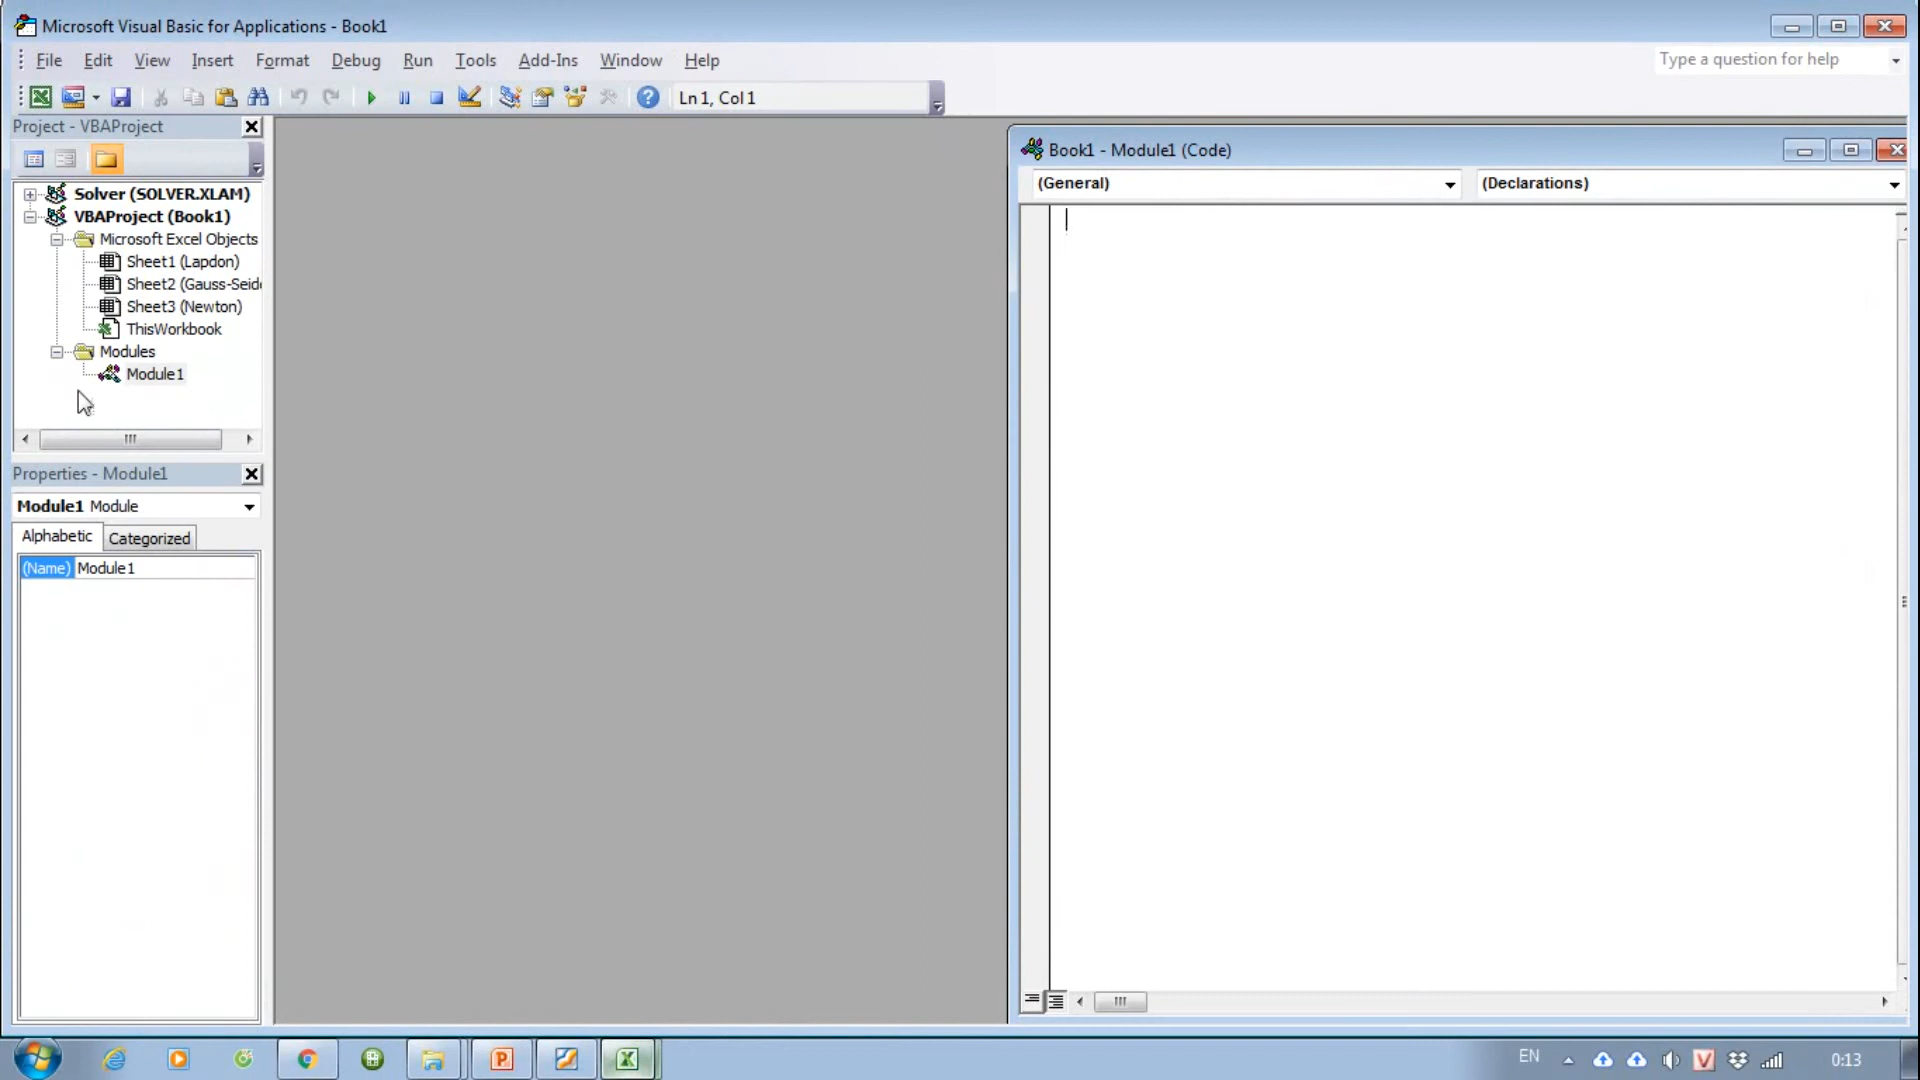 Microsoft Visual Basic for Applications - Book1
File Edit View Insert Format Debug Run Tools Add-Ins Window Help
Type a question for help
Ln 1, Col 1
Project - VBAProject
Solver (SOLVER.XLAM)
VBAProject (Book1)
Microsoft Excel Objects
Sheet1 (Lapdon)
Sheet2 (Gauss-Seide
Sheet3 (Newton)
ThisWorkbook
Modules
Module1
Properties - Module1
Module1 Module
Alphabetic Categorized
(Name) Module1
Book1 - Module1 (Code)
(General) (Declarations)
EN
0:13